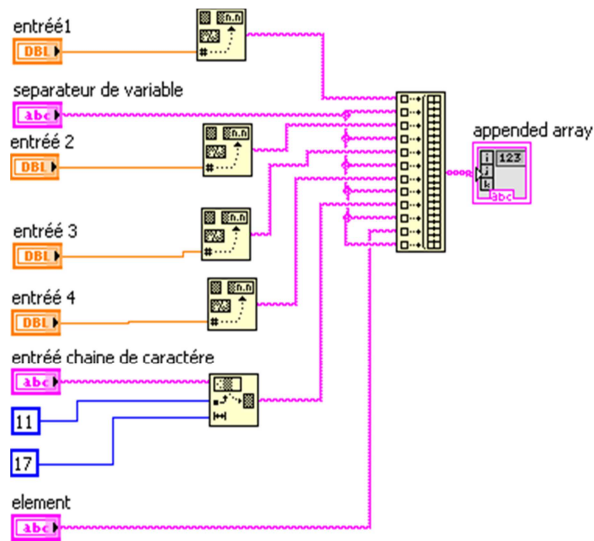 entréé1
DBL
separateur de variable
abc
entréé 2
DBL
entréé 3
DBL
entréé 4
DBL
entréé chaine de caractére
abc
11
17
element
abc
n.n
#
n.n
#
n.n
#
n.n
#
appended array
i
123
j
k
abc